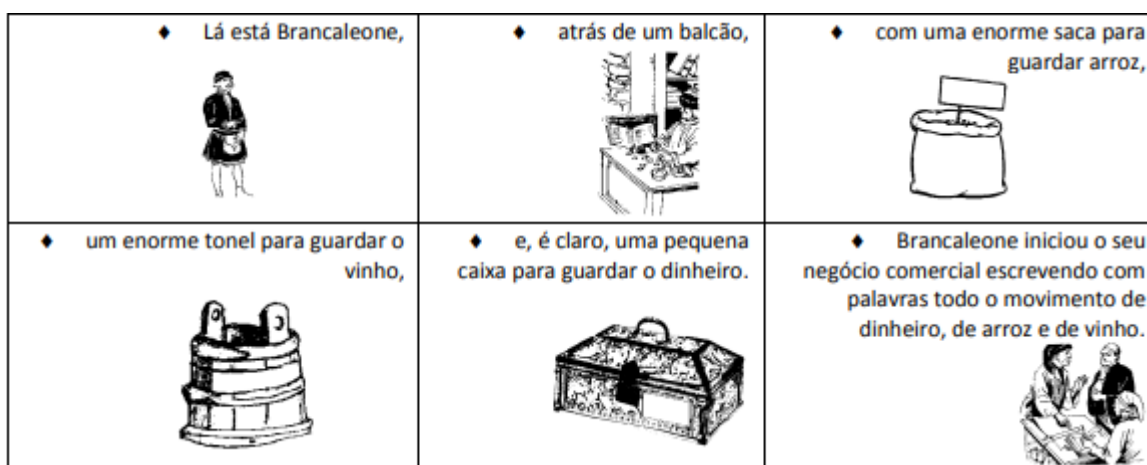 ♦ Lá está Brancaleone,
♦ atrás de um balcão,
♦ com uma enorme saca para
guardar arroz,
♦ um enorme tonel para guardar o
vinho,
♦ e, é claro, uma pequena
caixa para guardar o dinheiro.
♦ Brancaleone iniciou o seu
negócio comercial escrevendo com
palavras todo o movimento de
dinheiro, de arroz e de vinho.